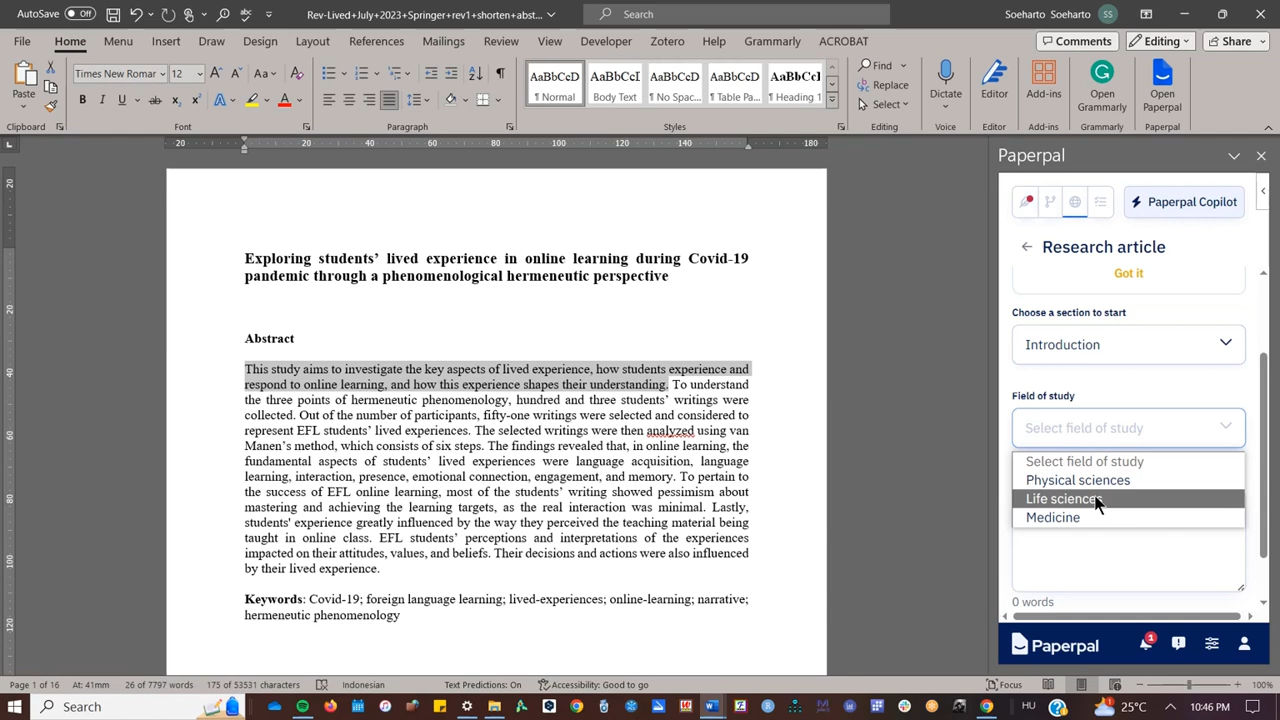 AutoSave Off Rev-Lived+July+2023+Springer rev1+shorten+abst... Search Soeharto Soeharto SS
File Home Menu Insert Draw Design Layout References Mailings Review View Developer Zotero Help Grammarly ACROBAT Comments Editing Share
Paste Times New Roman 12 Aa AaBbCcD AaBbCcI AaBbCcD AaBbCcI AaBbCcI Find Replace Select Dictate Editor Add-ins Open Grammarly Open Paperpal
¶ Normal Body Text ¶ No Spac... ¶ Table Pa... ¶ Heading 1
Clipboard Font Paragraph Styles Editing Voice Editor Add-ins Grammarly Paperpal
20 20 40 60 80 100 120 140 180
Exploring students’ lived experience in online learning during Covid-19
pandemic through a phenomenological hermeneutic perspective
Abstract
This study aims to investigate the key aspects of lived experience, how students experience and
respond to online learning, and how this experience shapes their understanding. To understand
the three points of hermeneutic phenomenology, hundred and three students’ writings were
collected. Out of the number of participants, fifty-one writings were selected and considered to
represent EFL students’ lived experiences. The selected writings were then analyzed using van
Manen’s method, which consists of six steps. The findings revealed that, in online learning, the
fundamental aspects of students’ lived experiences were language acquisition, language
learning, interaction, presence, emotional connection, engagement, and memory. To pertain to
the success of EFL online learning, most of the students’ writing showed pessimism about
mastering and achieving the learning targets, as the real interaction was minimal. Lastly,
students' experience greatly influenced by the way they perceived the teaching material being
taught in online class. EFL students’ perceptions and interpretations of the experiences
impacted on their attitudes, values, and beliefs. Their decisions and actions were also influenced
by their lived experience.
Keywords: Covid-19; foreign language learning; lived-experiences; online-learning; narrative;
hermeneutic phenomenology
Paperpal
Paperpal Copilot
Research article
Got it
Choose a section to start
Introduction
Field of study
Select field of study
Select field of study
Physical sciences
Life sciences
Medicine
0 words
Paperpal 1
Page 1 of 16 At: 41mm 26 of 7797 words 175 of 53531 characters Indonesian Text Predictions: On Accessibility: Good to go Focus 100%
Search 25°C HU 10:46 PM